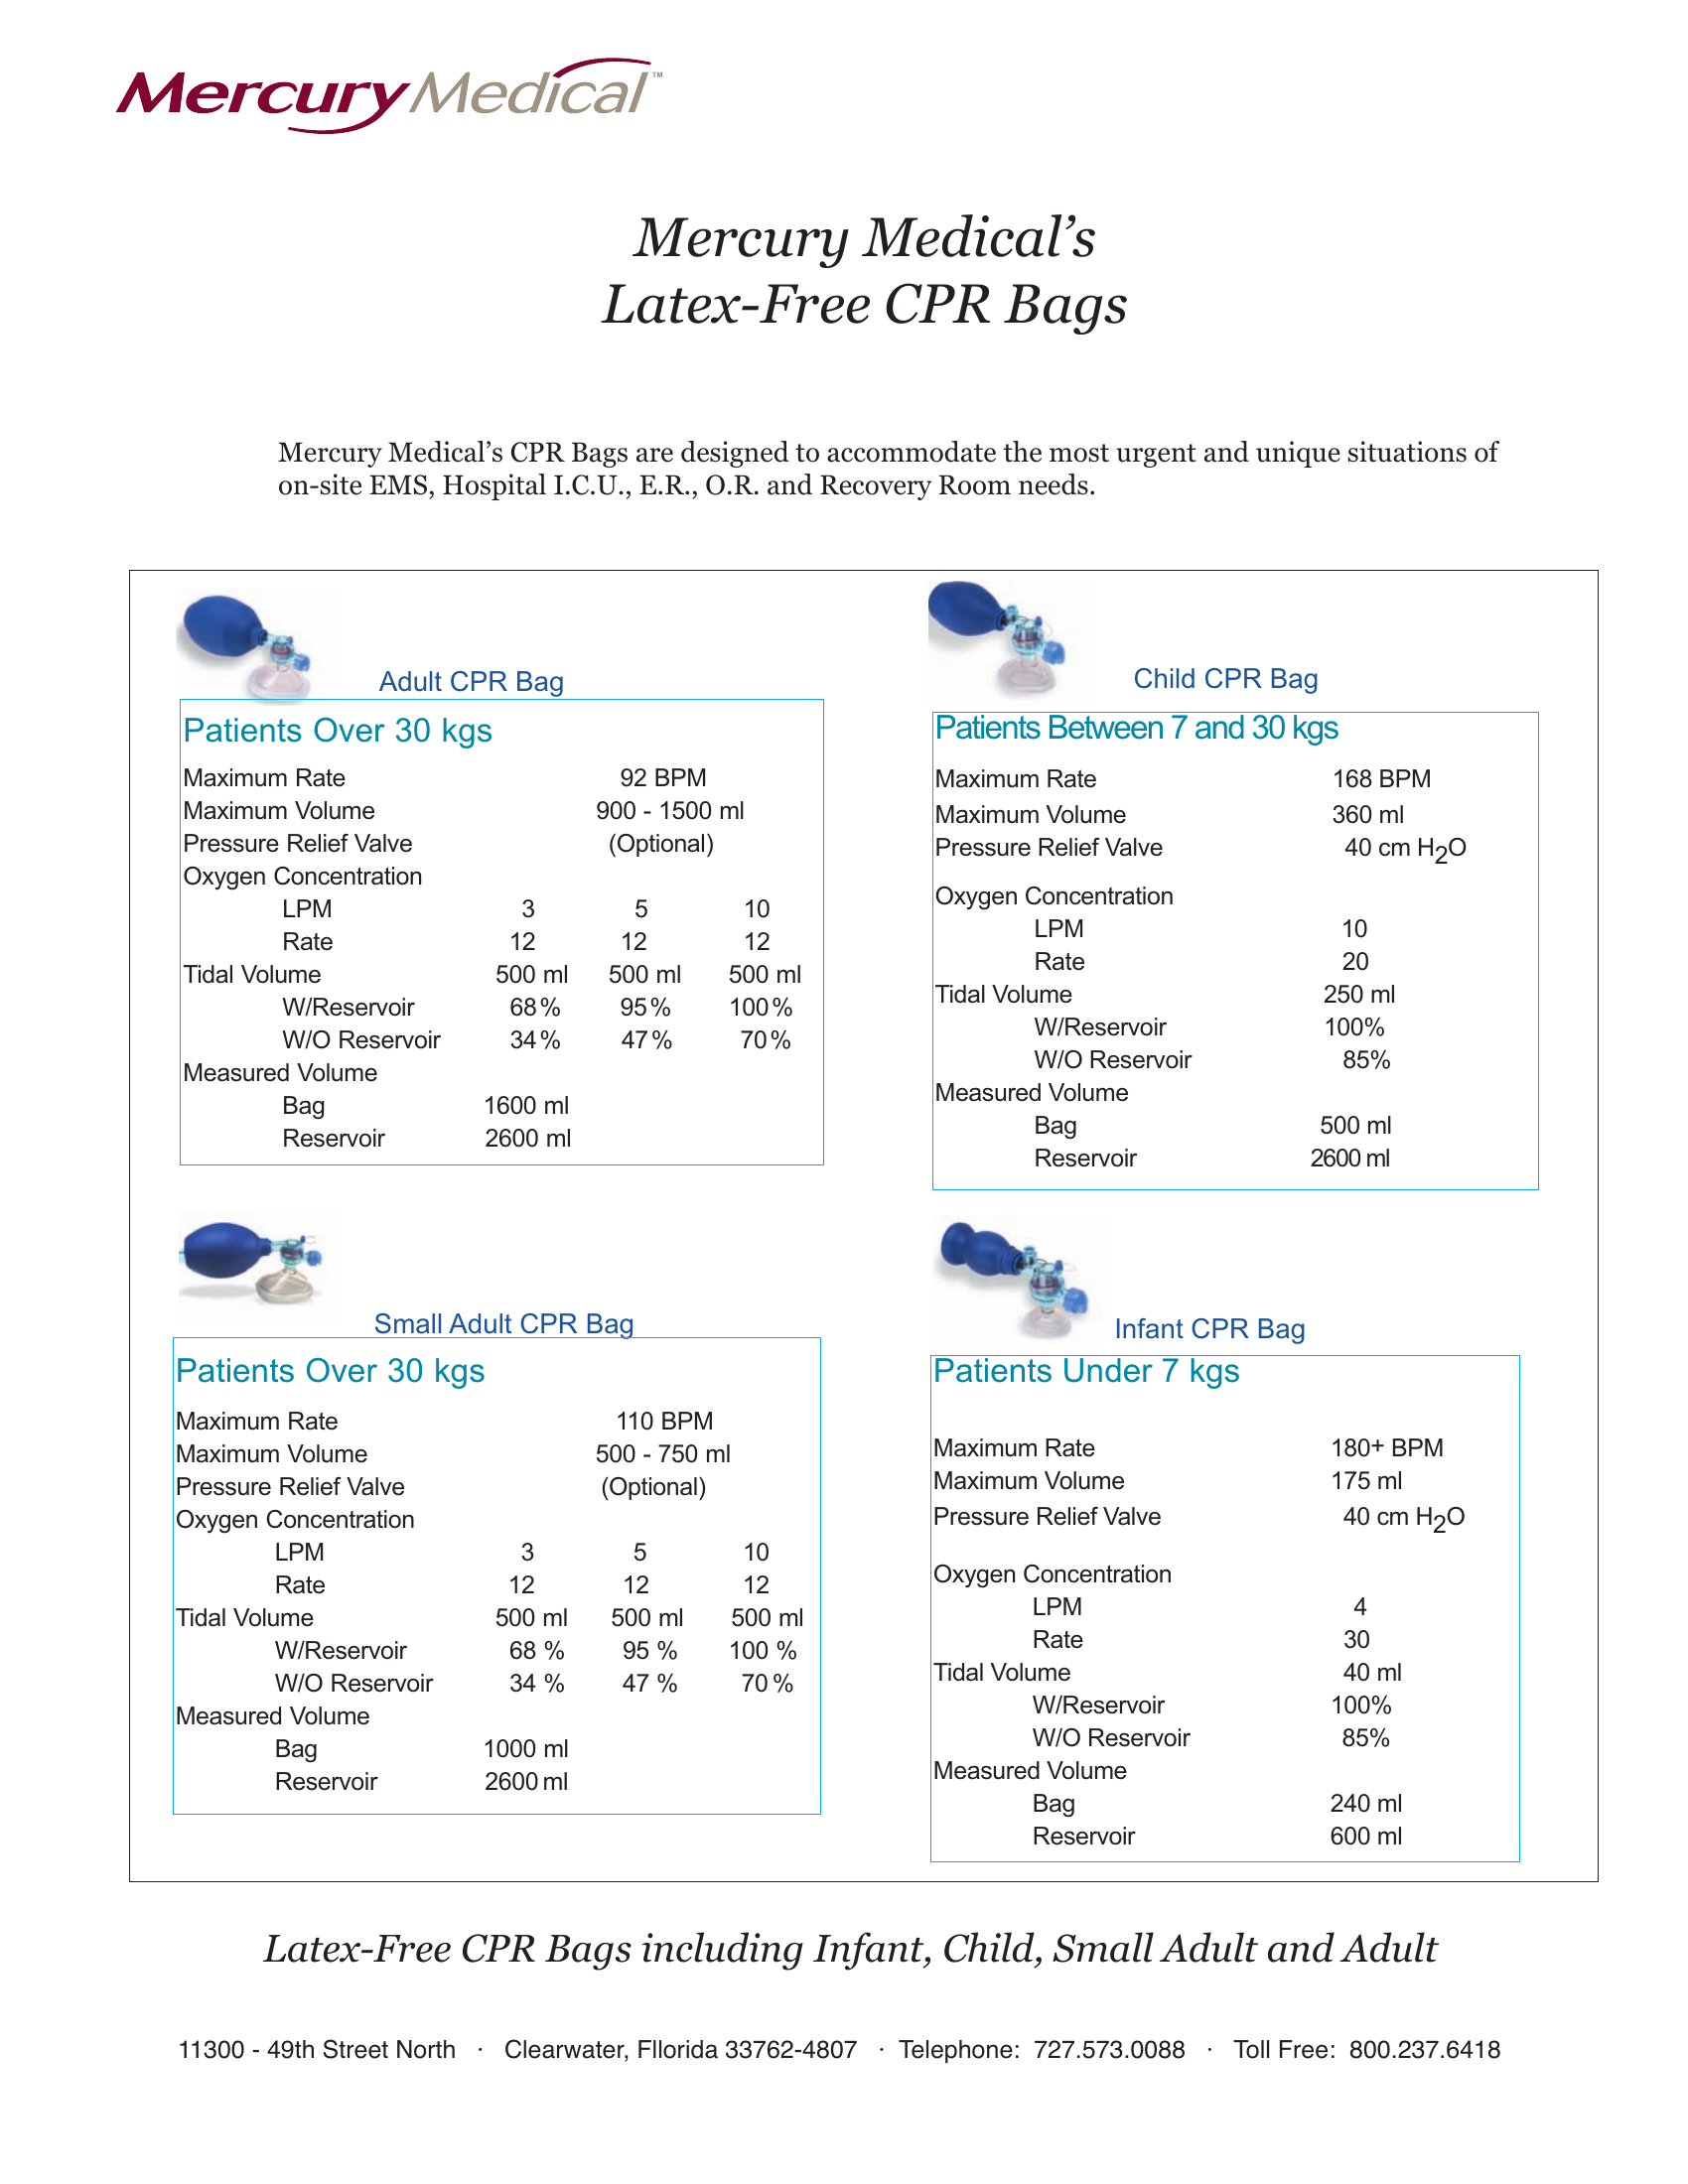 MercuryMedical™
Mercury Medical’s
Latex-Free CPR Bags
Mercury Medical’s CPR Bags are designed to accommodate the most urgent and unique situations of
on-site EMS, Hospital I.C.U., E.R., O.R. and Recovery Room needs.
Adult CPR Bag
Patients Over 30 kgs
Maximum Rate 92 BPM
Maximum Volume 900 - 1500 ml
Pressure Relief Valve (Optional)
Oxygen Concentration
LPM 3 5 10
Rate 12 12 12
Tidal Volume 500 ml 500 ml 500 ml
W/Reservoir 68% 95% 100%
W/O Reservoir 34% 47% 70%
Measured Volume
Bag 1600 ml
Reservoir 2600 ml
Child CPR Bag
Patients Between 7 and 30 kgs
Maximum Rate 168 BPM
Maximum Volume 360 ml
Pressure Relief Valve 40 cm H2O
Oxygen Concentration
LPM 10
Rate 20
Tidal Volume 250 ml
W/Reservoir 100%
W/O Reservoir 85%
Measured Volume
Bag 500 ml
Reservoir 2600 ml
Small Adult CPR Bag
Patients Over 30 kgs
Maximum Rate 110 BPM
Maximum Volume 500 - 750 ml
Pressure Relief Valve (Optional)
Oxygen Concentration
LPM 3 5 10
Rate 12 12 12
Tidal Volume 500 ml 500 ml 500 ml
W/Reservoir 68 % 95 % 100 %
W/O Reservoir 34 % 47 % 70 %
Measured Volume
Bag 1000 ml
Reservoir 2600 ml
Infant CPR Bag
Patients Under 7 kgs
Maximum Rate 180+ BPM
Maximum Volume 175 ml
Pressure Relief Valve 40 cm H2O
Oxygen Concentration
LPM 4
Rate 30
Tidal Volume 40 ml
W/Reservoir 100%
W/O Reservoir 85%
Measured Volume
Bag 240 ml
Reservoir 600 ml
Latex-Free CPR Bags including Infant, Child, Small Adult and Adult
11300 - 49th Street North · Clearwater, Fllorida 33762-4807 · Telephone: 727.573.0088 · Toll Free: 800.237.6418